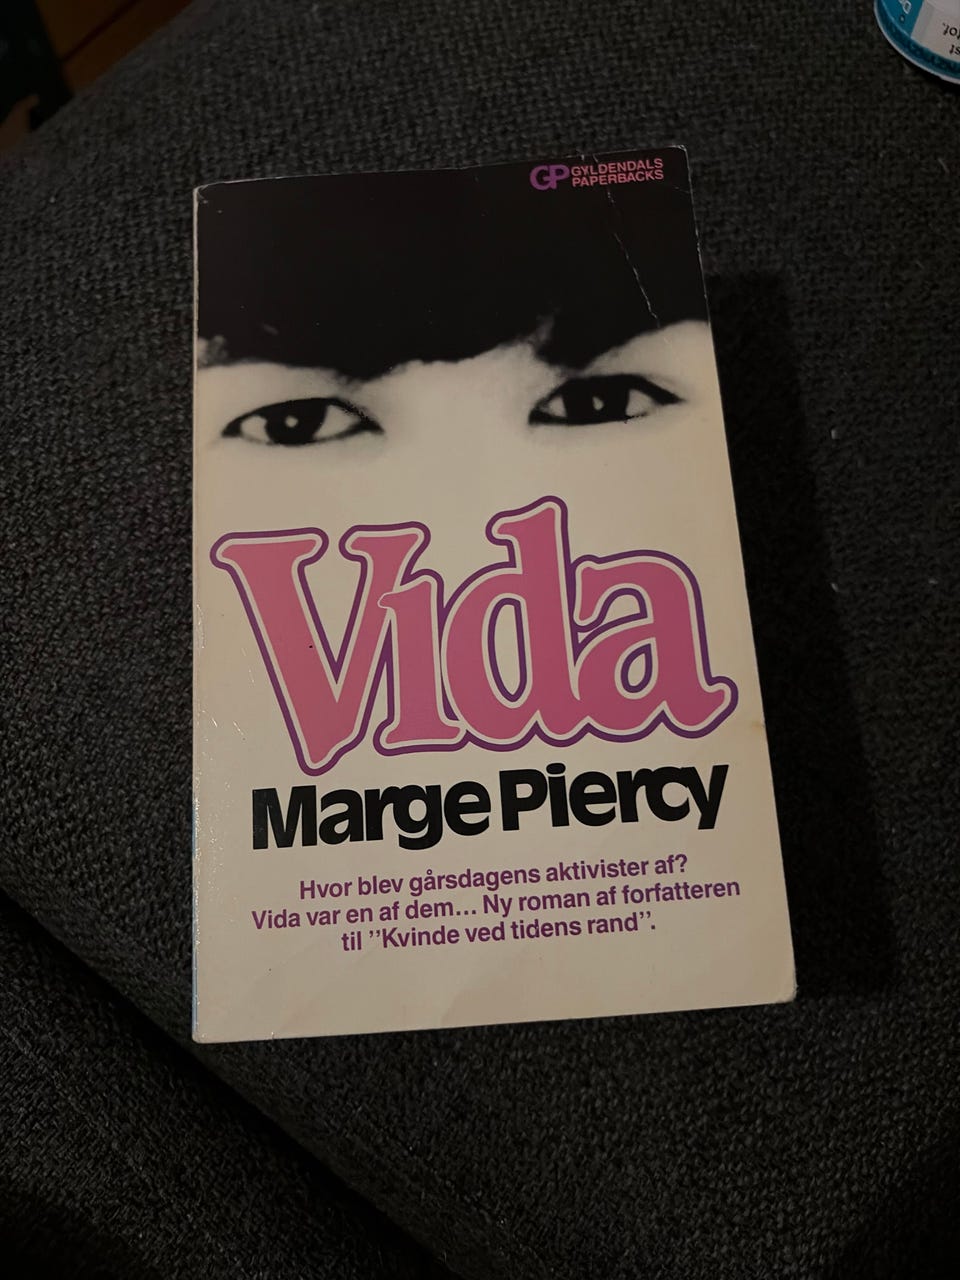 GP GYLDENDALS
PAPERBACKS
Vida
Marge Piercy
Hvor blev gårsdagens aktivister af?
Vida var en af dem... Ny roman af forfatteren
til ”Kvinde ved tidens rand”.